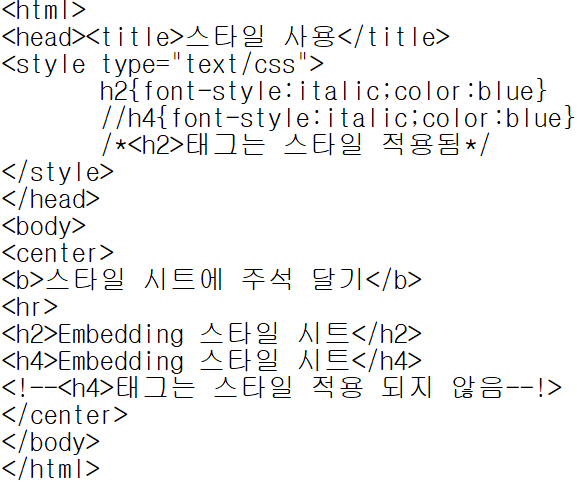 <html>
<head><title>스타일 사용</title>
<style type="text/css">
h2{font-style:italic;color:blue}
//h4{font-style:italic;color:blue}
/*<h2>태그는 스타일 적용됨*/
</style>
</head>
<body>
<center>
<b>스타일 시트에 주석 달기</b>
<hr>
<h2>Embedding 스타일 시트</h2>
<h4>Embedding 스타일 시트</h4>
<!--<h4>태그는 스타일 적용 되지 않음--!>
</center>
</body>
</html>